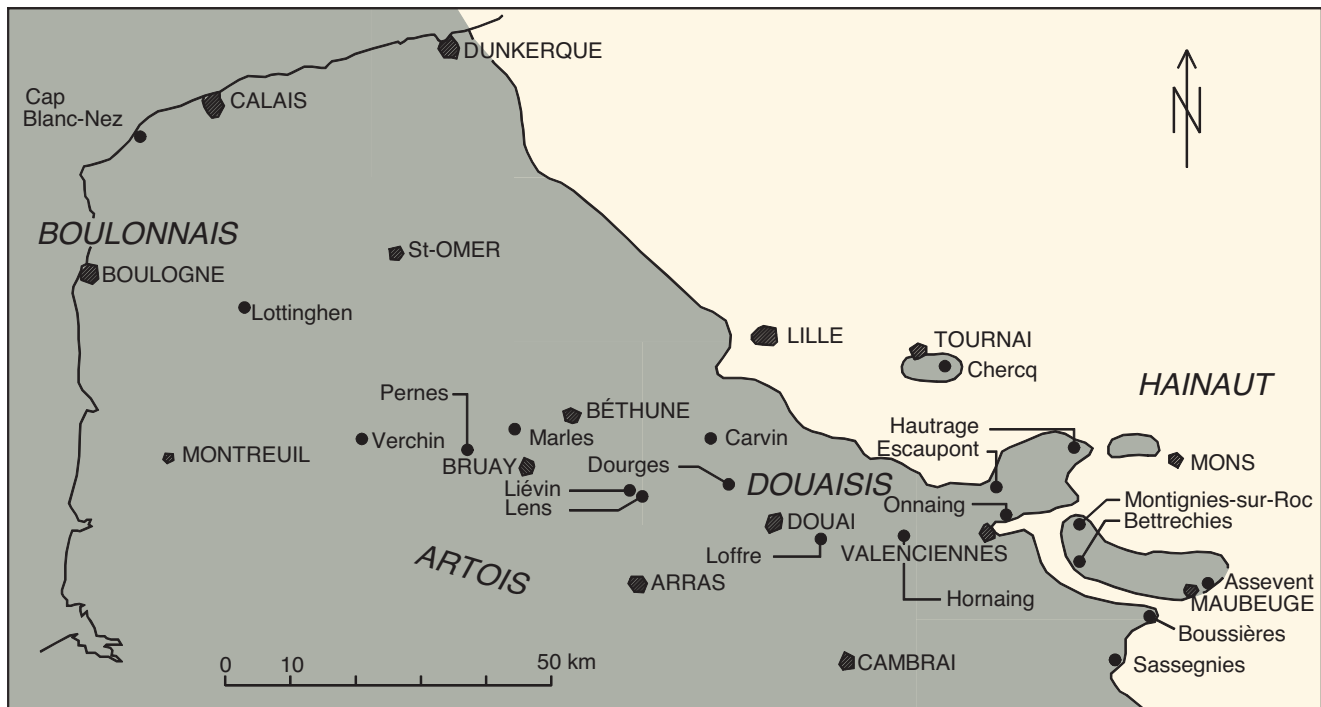 DUNKERQUE
Cap
Blanc-Nez
CALAIS
N
BOULONNAIS
St-OMER
BOULOGNE
Lottinghen
LILLE
TOURNAI
Chercq
HAINAUT
Pernes
BÉTHUNE
Hautrage
Verchin
Marles
Carvin
Escaupont
MONTREUIL
BRUAY
Dourges
MONS
Liévin
DOUAISIS
Lens
Onnaing
Montignies-sur-Roc
DOUAI
Bettrechies
Loffre
VALENCIENNES
ARTOIS
ARRAS
Assevent
Hornaing
MAUBEUGE
Boussières
CAMBRAI
Sassegnies
0 10 50 km